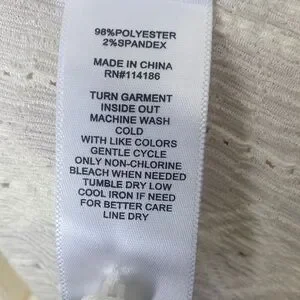 98%POLYESTER
2%SPANDEX
MADE IN CHINA
RN#114186
TURN GARMENT
INSIDE OUT
MACHINE WASH
COLD
WITH LIKE COLORS
GENTLE CYCLE
ONLY NON-CHLORINE
BLEACH WHEN NEEDED
TUMBLE DRY LOW
COOL IRON IF NEED
FOR BETTER CARE
LINE DRY